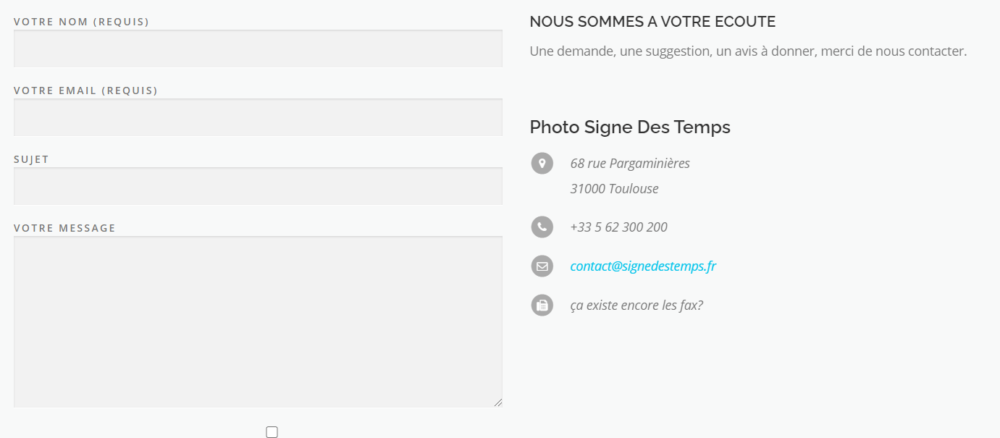 VOTRE NOM (REQUIS)
VOTRE EMAIL (REQUIS)
SUJET
VOTRE MESSAGE
NOUS SOMMES A VOTRE ECOUTE
Une demande, une suggestion, un avis à donner, merci de nous contacter.
Photo Signe Des Temps
68 rue Pargaminières
31000 Toulouse
+33 5 62 300 200
contact@signedestemps.fr
ça existe encore les fax?